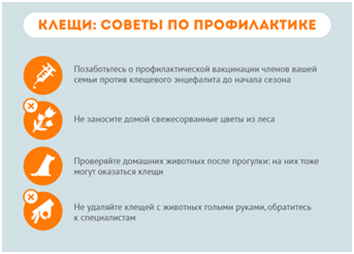 КЛЕЩИ: СОВЕТЫ ПО ПРОФИЛАКТИКЕ
Позаботьтесь о профилактической вакцинации членов вашей
семьи против клещевого энцефалита до начала сезона
Не заносите домой свежесорванные цветы из леса
Проверяйте домашних животных после прогулки: на них тоже
могут оказаться клещи
Не удаляйте клещей с животных голыми руками, обратитесь
к специалистам